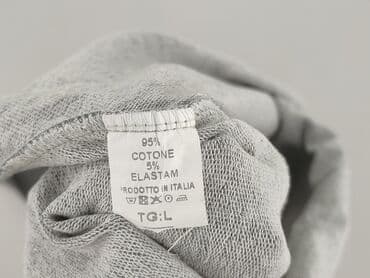 95%
COTONE
5%
ELASTAM
PRODOTTO IN ITALIA
TG:L